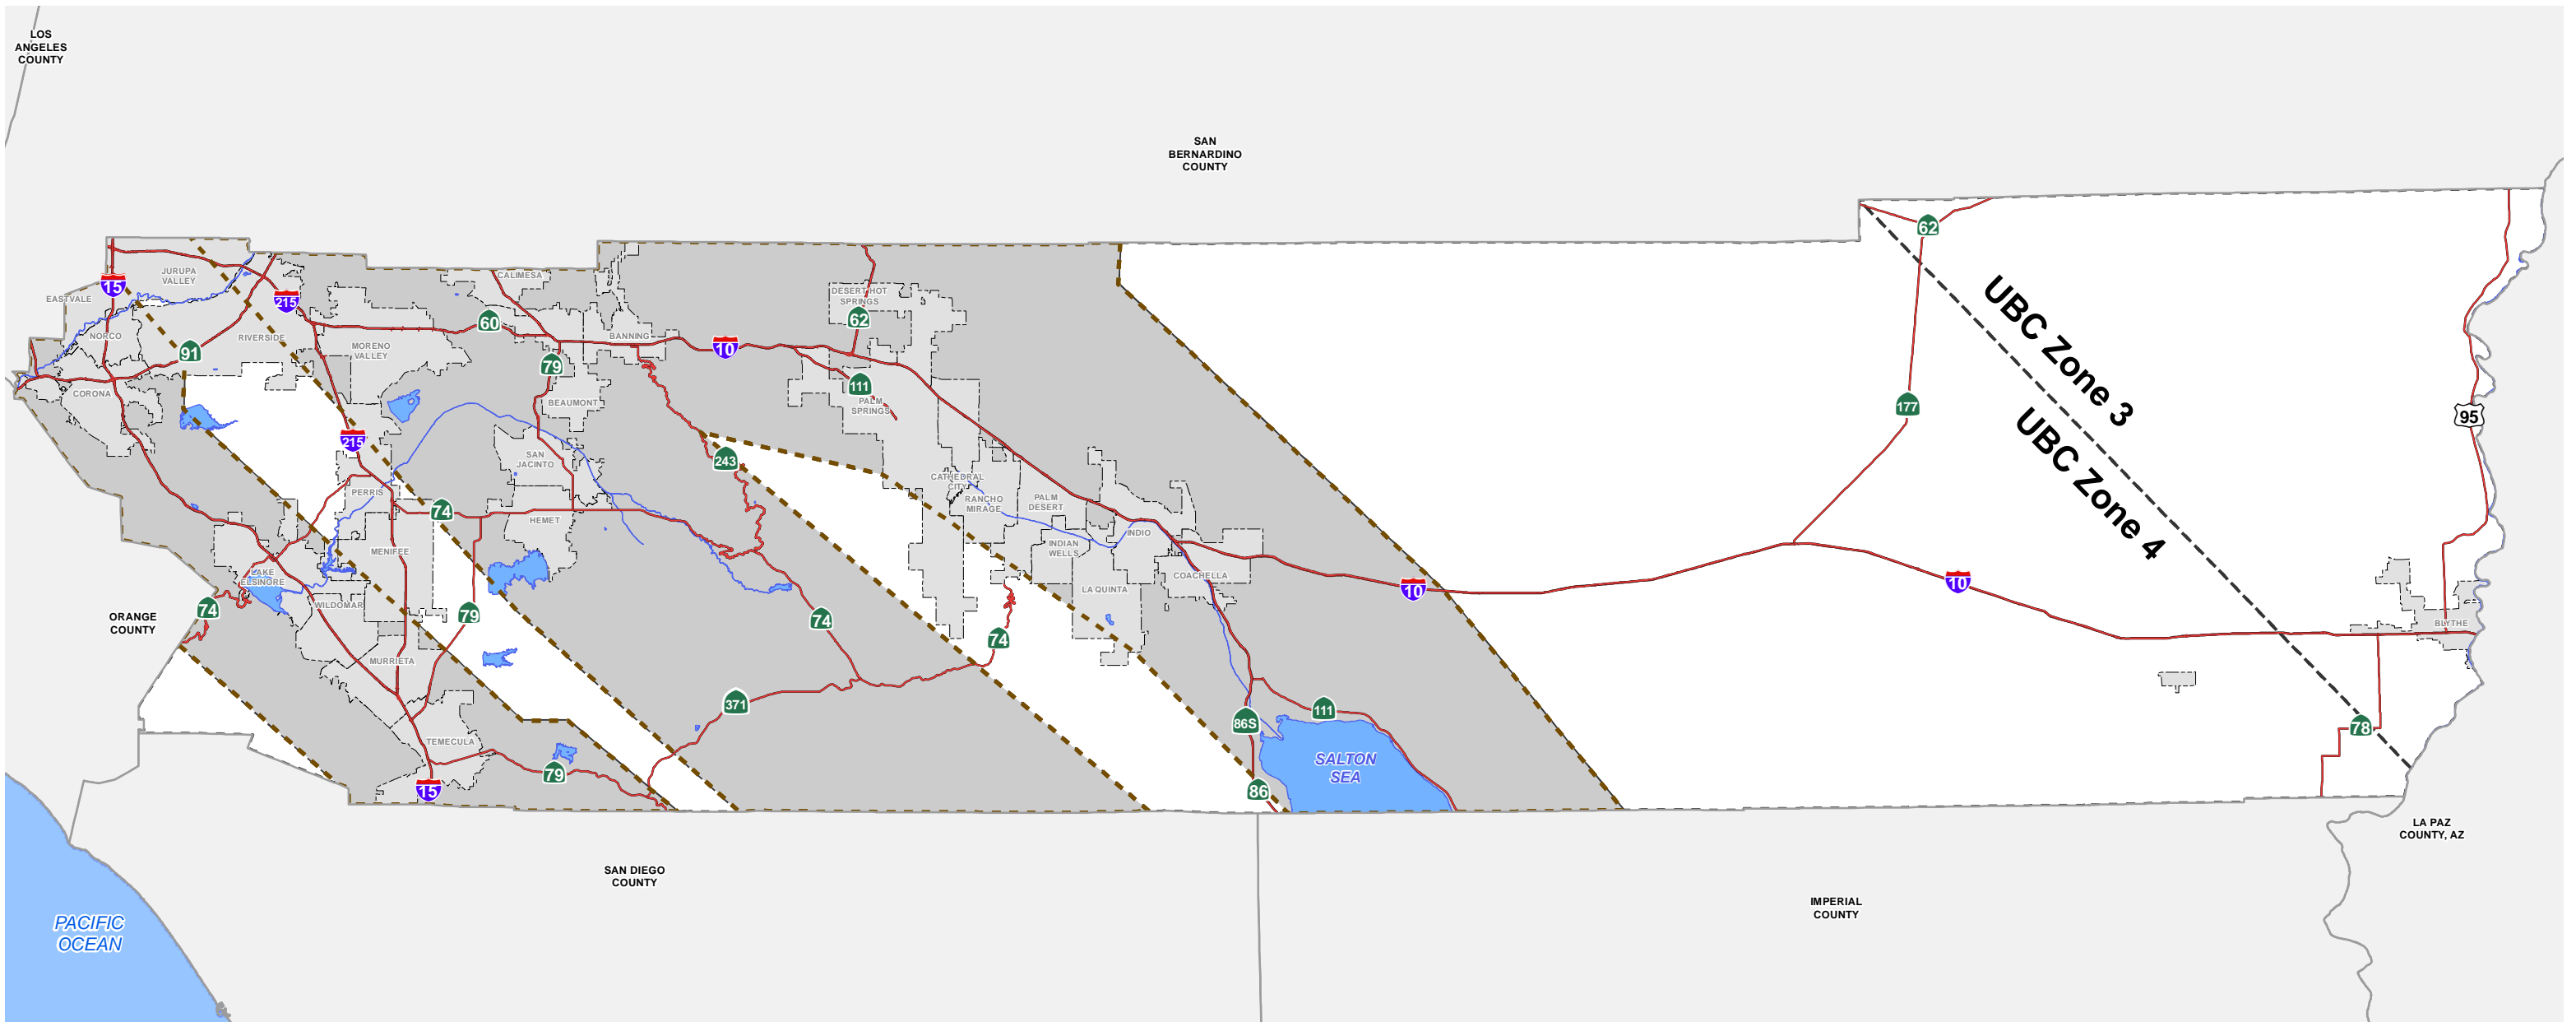 LOS
ANGELES
COUNTY
SAN
BERNARDINO
COUNTY
62
JURUPA
VALLEY
15
EASTVALE
215
CALIMESA
DESERT HOT
SPRINGS
62
UBC Zone 3
NORCO
RIVERSIDE
60
BANNING
91
MORENO
VALLEY
79
10
111
PALM
SPRINGS
CORONA
BEAUMONT
177
95
UBC Zone 4
215
SAN
JACINTO
243
CATHEDRAL
CITY
RANCHO
MIRAGE
PALM
DESERT
PERRIS
74
HEMET
INDIO
MENIFEE
INDIAN
WELLS
LAKE
ELSINORE
COACHELLA
LA QUINTA
10
10
WILDOMAR
74
79
74
74
ORANGE
COUNTY
BLYTHE
MURRIETA
371
86S
111
78
TEMECULA
79
15
SALTON
SEA
86
LA PAZ
COUNTY, AZ
SAN DIEGO
COUNTY
IMPERIAL
COUNTY
PACIFIC
OCEAN